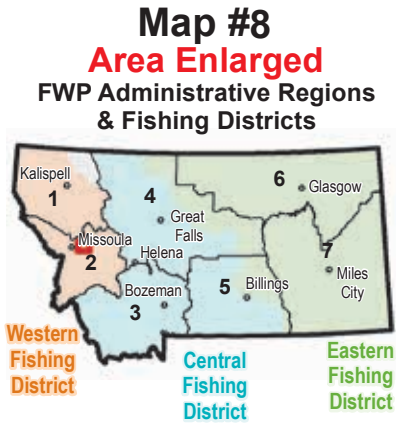 Map #8
Area Enlarged
FWP Administrative Regions
& Fishing Districts
Kalispell
1
4
6
Glasgow
Great
Falls
Missoula
2
Helena
7
Miles
City
Bozeman
3
5
Billings
Western
Fishing
District
Central
Fishing
District
Eastern
Fishing
District